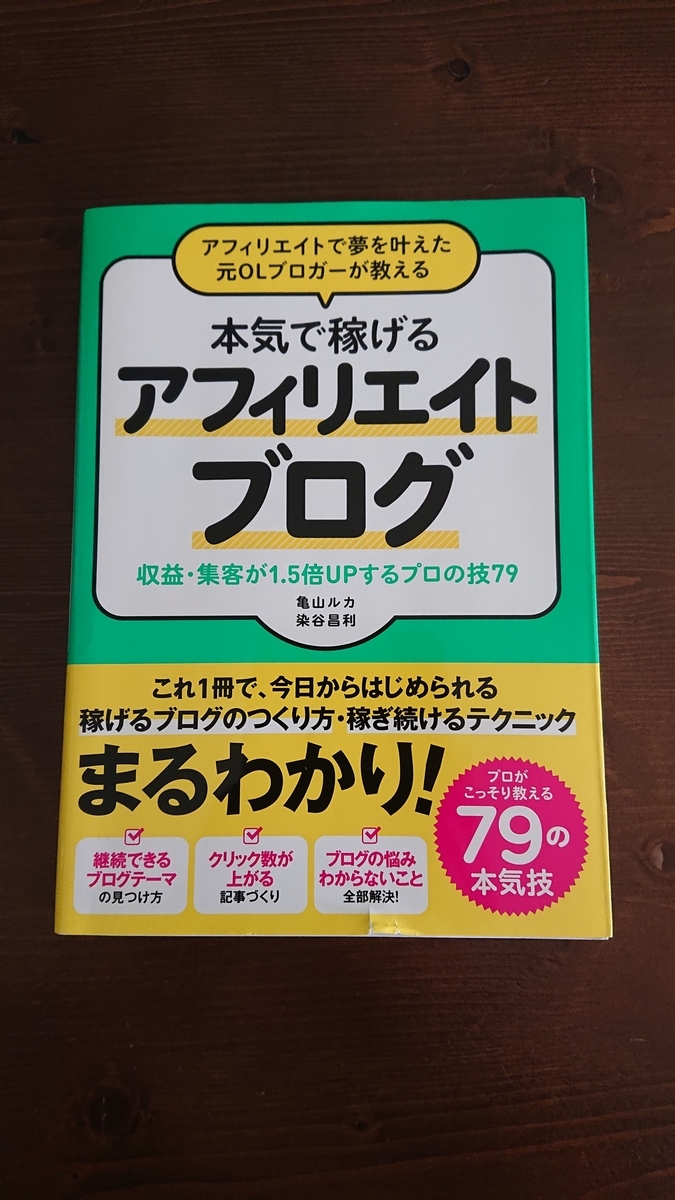 アフィリエイトで夢を叶えた
元OLブロガーが教える
本気で稼げる
アフィリエイト
ブログ
収益・集客が1.5倍UPするプロの技79
亀山ルカ
染谷昌利
これ1冊で、今日からはじめられる
稼げるブログのつくり方・稼ぎ続けるテクニック
まるわかり!
プロが
こっそり教える
79の
本気技
継続できる
ブログテーマ
の見つけ方
クリック数が
上がる
記事づくり
ブログの悩み
わからないこと
全部解決!